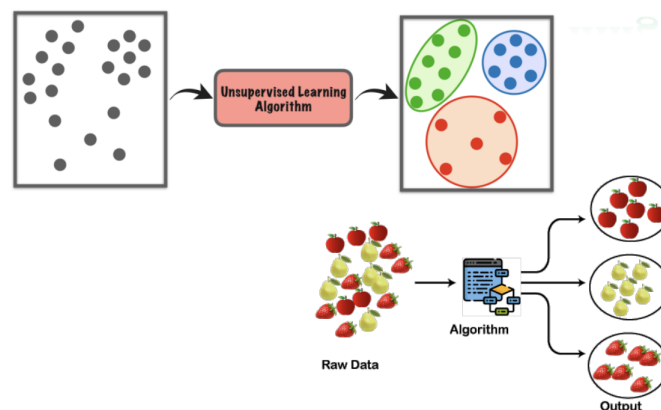 Unsupervised Learning
Algorithm
Algorithm
Raw Data
Output